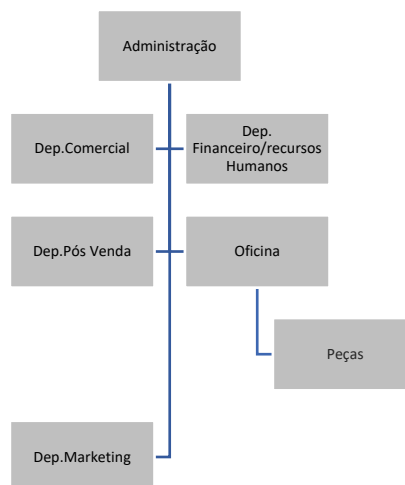 Administração
Dep.Comercial
Dep.
Financeiro/recursos
Humanos
Dep.Pós Venda
Oficina
Peças
Dep.Marketing